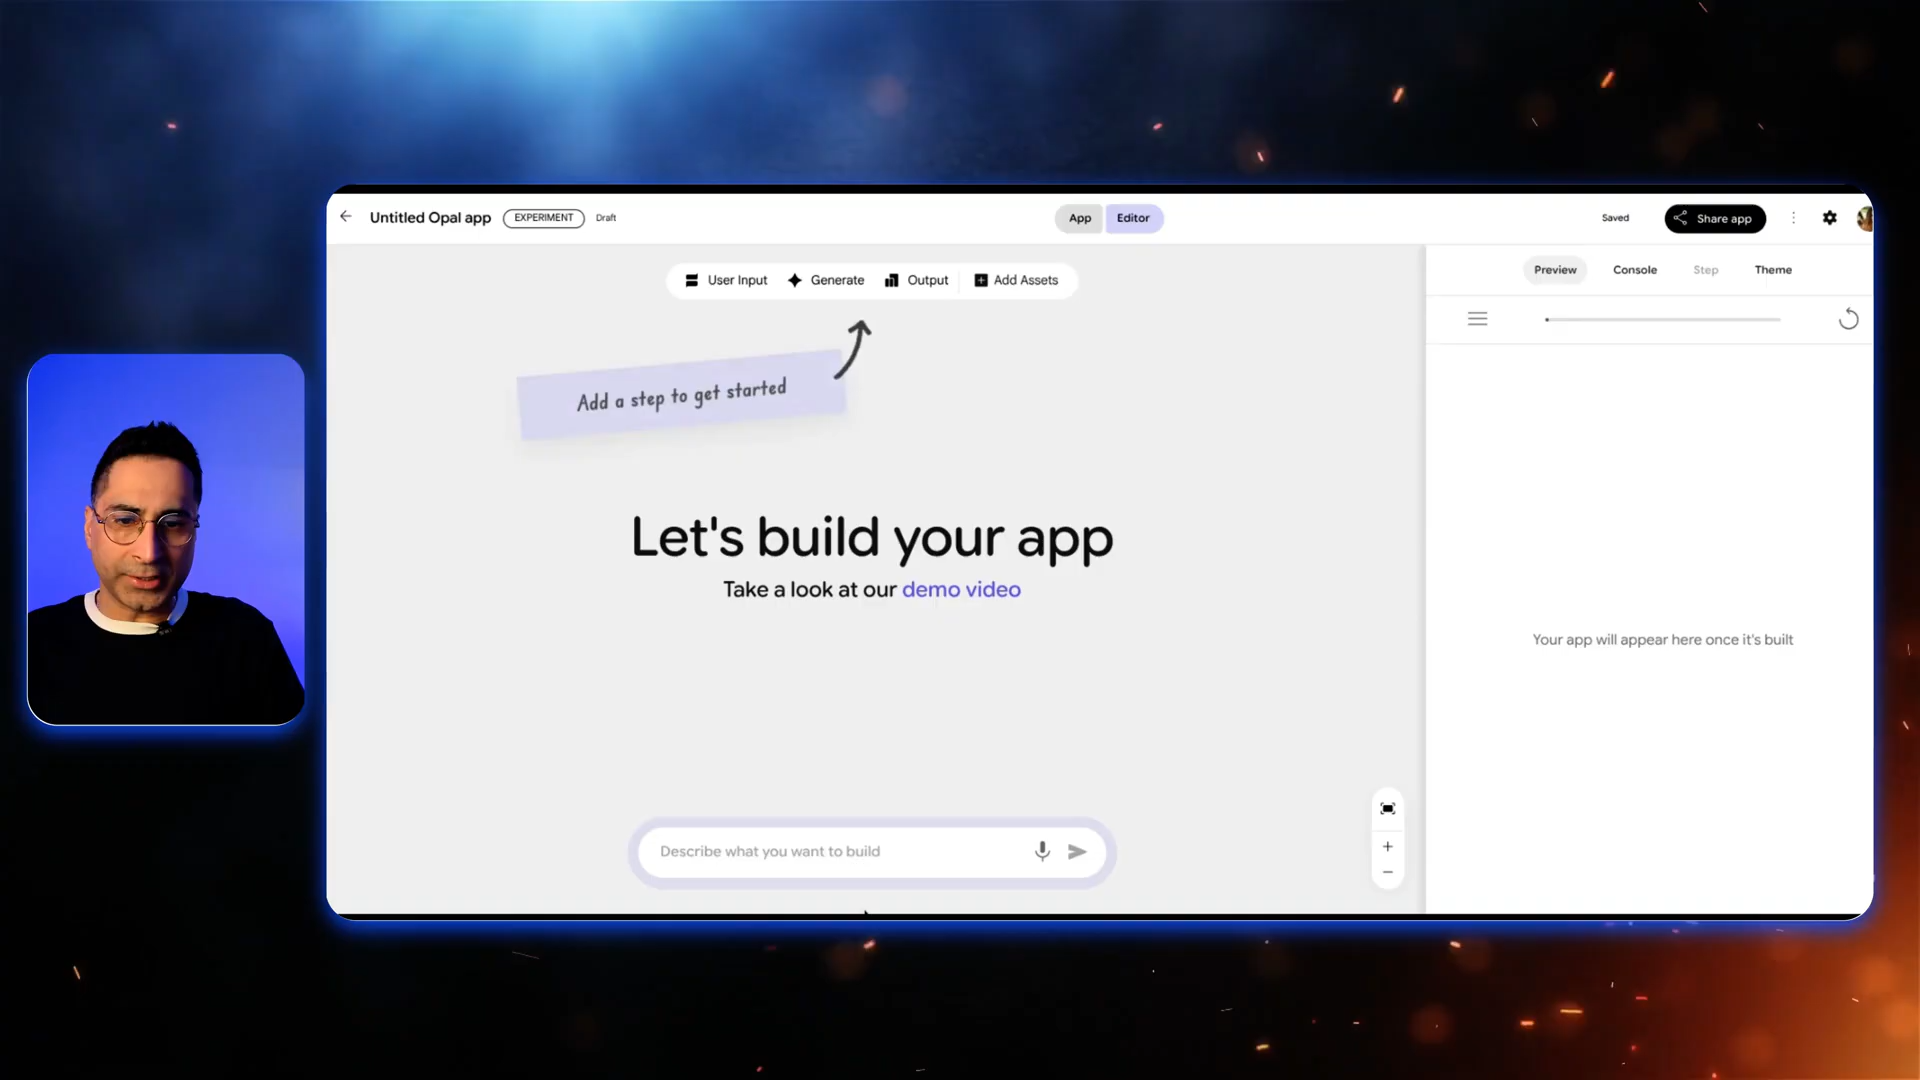 Untitled Opal app EXPERIMENT Draft App Editor Saved Share app
User Input Generate Output Add Assets
Preview Console Step Theme
Add a step to get started
Let's build your app
Take a look at our demo video
Your app will appear here once it's built
Describe what you want to build